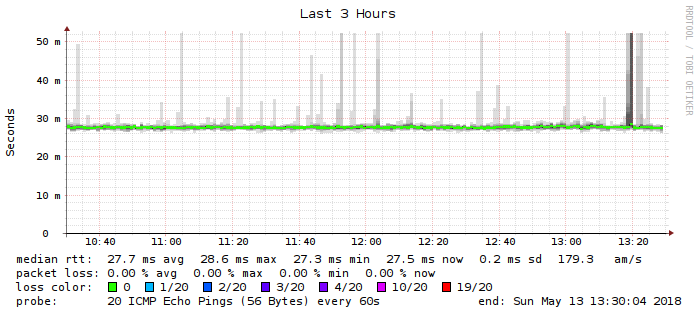 Last 3 Hours
RRDTOOL / TOBI OETIKER
Seconds
50 m
40 m
30 m
20 m
10 m
0
10:40 11:00 11:20 11:40 12:00 12:20 12:40 13:00 13:20
median rtt: 27.7 ms avg 28.6 ms max 27.3 ms min 27.5 ms now 0.2 ms sd 179.3 am/s
packet loss: 0.00 % avg 0.00 % max 0.00 % min 0.00 % now
loss color: 0 1/20 2/20 3/20 4/20 10/20 19/20
probe: 20 ICMP Echo Pings (56 Bytes) every 60s end: Sun May 13 13:30:04 2018